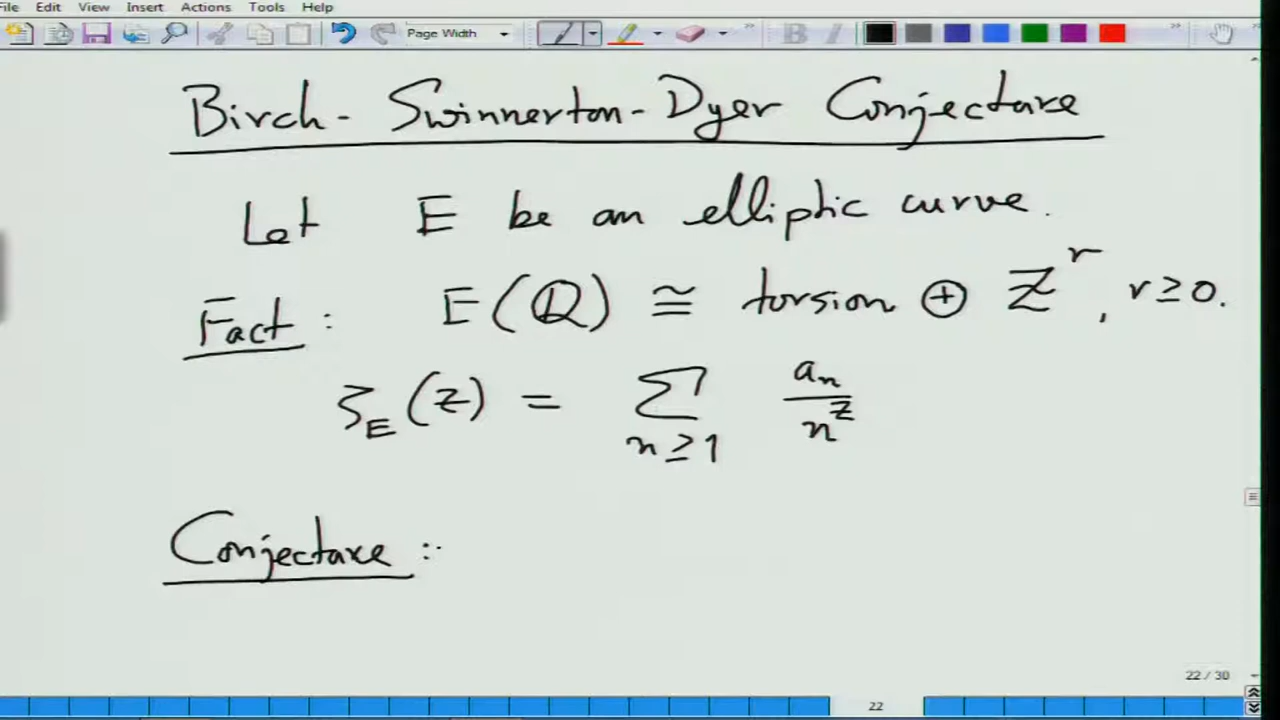 File Edit View Insert Actions Tools Help
Page Width
Birch-Swinnerton-Dyer Conjecture
Let E be an elliptic curve.
Fact : E(ℚ) ≅ torsion ⊕ ℤ^r, r ≥ 0.
ζ_E(z) = Σ_{n≥1} a_n / n^z
Conjecture :
22 / 30
22